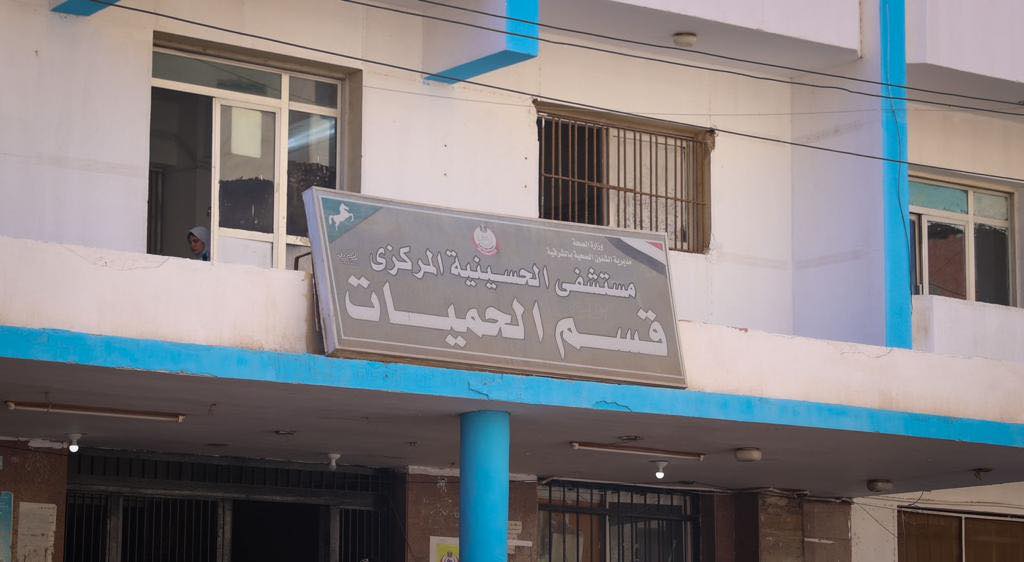 وزارة الصحة
مديرية الشئون الصحية بالشرقية
مستشفى الحسينية المركزى
قسم الحميات